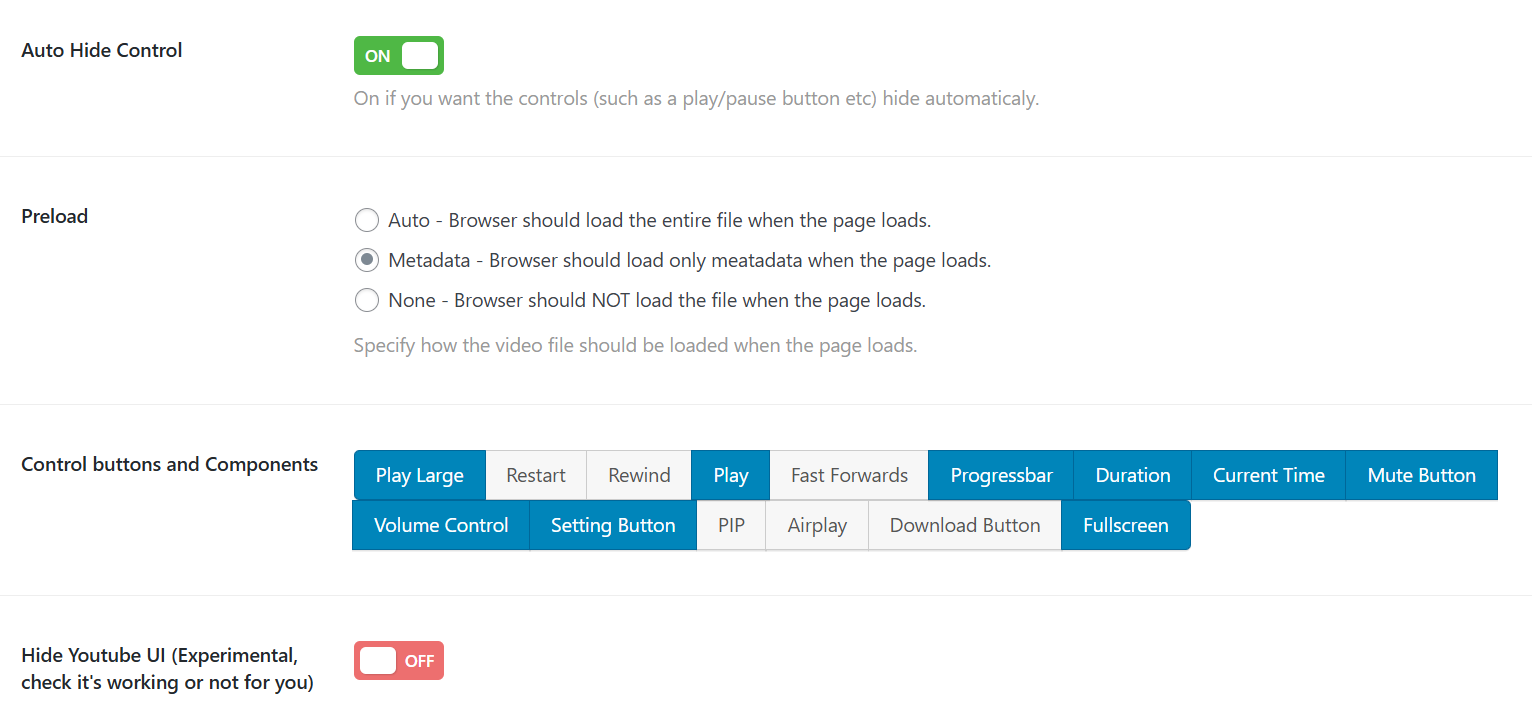 Auto Hide Control
ON
On if you want the controls (such as a play/pause button etc) hide automaticaly.
Preload
Auto - Browser should load the entire file when the page loads.
Metadata - Browser should load only meatadata when the page loads.
None - Browser should NOT load the file when the page loads.
Specify how the video file should be loaded when the page loads.
Control buttons and Components
Play Large Restart Rewind Play Fast Forwards Progressbar Duration Current Time Mute Button
Volume Control Setting Button PIP Airplay Download Button Fullscreen
Hide Youtube UI (Experimental,
check it's working or not for you)
OFF